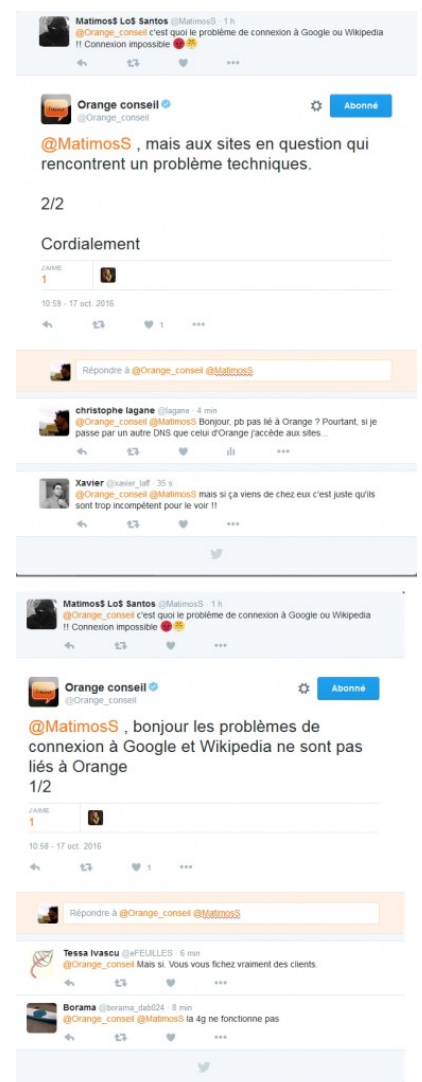 Matimos$ Lo$ $antos @MatimosS · 1 h
@Orange_conseil c'est quoi le problème de connexion à Google ou Wikipedia
!! Connexion impossible 😡😤
Orange conseil
@Orange_conseil
Abonné
@MatimosS , mais aux sites en question qui
rencontrent un problème techniques.
2/2
Cordialement
J'AIME
1
10:59 - 17 oct. 2016
1
Répondre à @Orange_conseil @MatimosS
christophe lagane @lagane · 4 min
@Orange_conseil @MatimosS Bonjour, pb pas lié à Orange ? Pourtant, si je
passe par un autre DNS que celui d'Orange j'accède aux sites...
Xavier @xavier_laff · 35 s
@Orange_conseil @MatimosS mais si ça viens de chez eux c'est juste qu'ils
sont trop incompétent pour le voir !!
Matimos$ Lo$ $antos @MatimosS · 1 h
@Orange_conseil c'est quoi le problème de connexion à Google ou Wikipedia
!! Connexion impossible 😡😤
Orange conseil
@Orange_conseil
Abonné
@MatimosS , bonjour les problèmes de
connexion à Google et Wikipedia ne sont pas
liés à Orange
1/2
J'AIME
1
10:58 - 17 oct. 2016
1
Répondre à @Orange_conseil @MatimosS
Tessa Ivascu @eFEUILLES · 6 min
@Orange_conseil Mais si. Vous vous fichez vraiment des clients.
Borama @borama_dab024 · 8 min
@Orange_conseil @MatimosS la 4g ne fonctionne pas